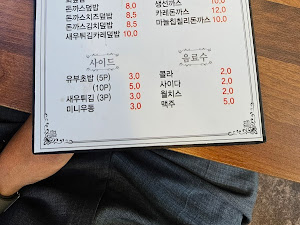 돈까스덮밥 8.0
돈까스치즈덮밥 8.5
돈까스김치덮밥 8.5
새우튀김카레덮밥 10.0
생선까스 10.0
카레돈까스 12.0
마늘칠리돈까스 10.0
사이드
유부초밥 (5P) 3.0
(10P) 5.0
새우튀김 (3P) 3.0
미니우동 3.0
음료수
콜라 2.0
사이다 2.0
웰치스 2.0
맥주 5.0